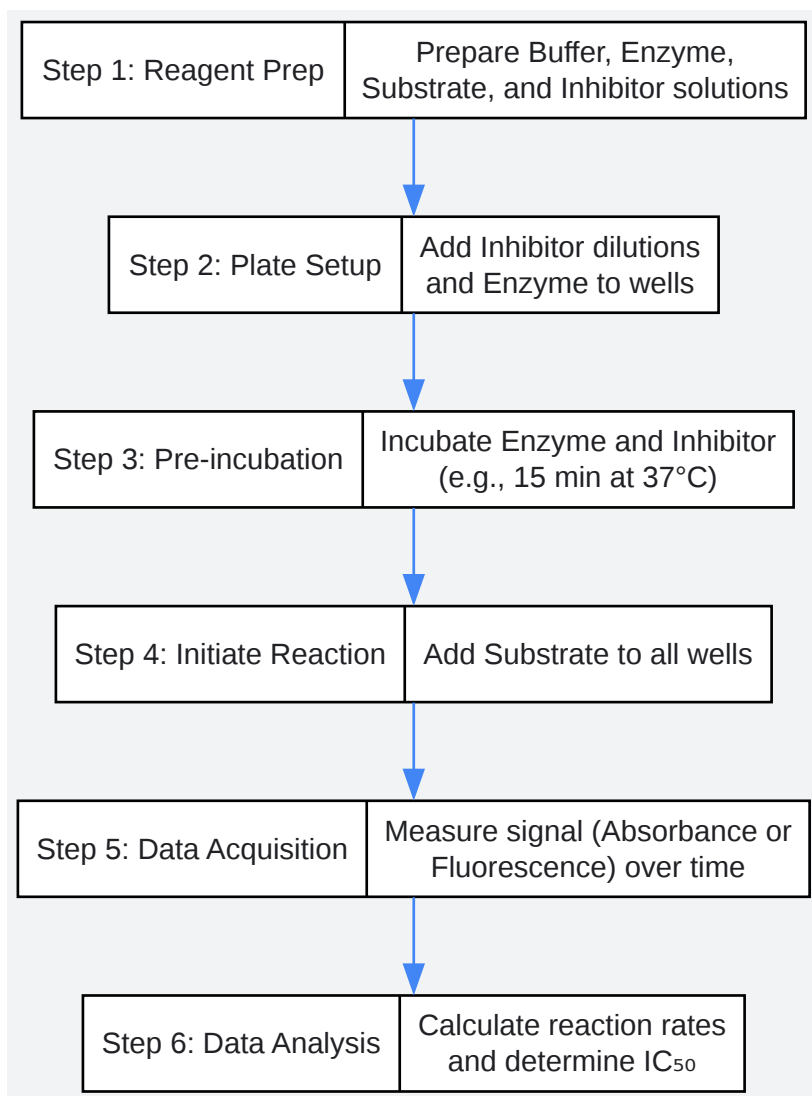 Step 1: Reagent Prep
Prepare Buffer, Enzyme,
Substrate, and Inhibitor solutions
Step 2: Plate Setup
Add Inhibitor dilutions
and Enzyme to wells
Step 3: Pre-incubation
Incubate Enzyme and Inhibitor
(e.g., 15 min at 37°C)
Step 4: Initiate Reaction
Add Substrate to all wells
Step 5: Data Acquisition
Measure signal (Absorbance or
Fluorescence) over time
Step 6: Data Analysis
Calculate reaction rates
and determine IC₅₀